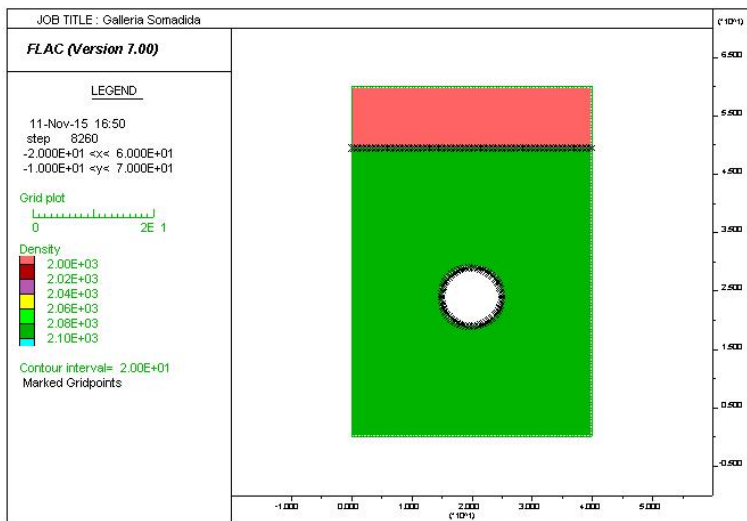 JOB TITLE : Galleria Somadida
FLAC (Version 7.00)
LEGEND
11-Nov-15 16:50
step 8260
-2.000E+01 <x< 6.000E+01
-1.000E+01 <y< 7.000E+01
Grid plot
0 2E 1
Density
2.00E+03
2.02E+03
2.04E+03
2.06E+03
2.08E+03
2.10E+03
Contour interval= 2.00E+01
Marked Gridpoints
(*10^1)
6.500
5.500
4.500
3.500
2.500
1.500
0.500
-0.500
-1.000 0.000 1.000 2.000 3.000 4.000 5.000
(*10^1)